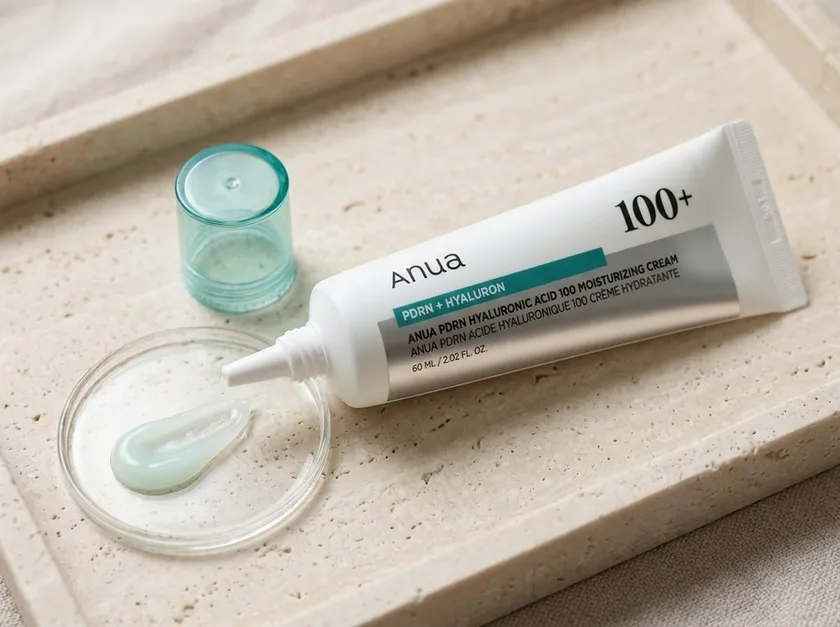 100+
Anua
PDRN + HYALURON
ANUA PDRN HYALURONIC ACID 100 MOISTURIZING CREAM
ANUA PDRN ACIDE HYALURONIQUE 100 CRÈME HYDRATANTE
60 ML / 2.02 FL. OZ.